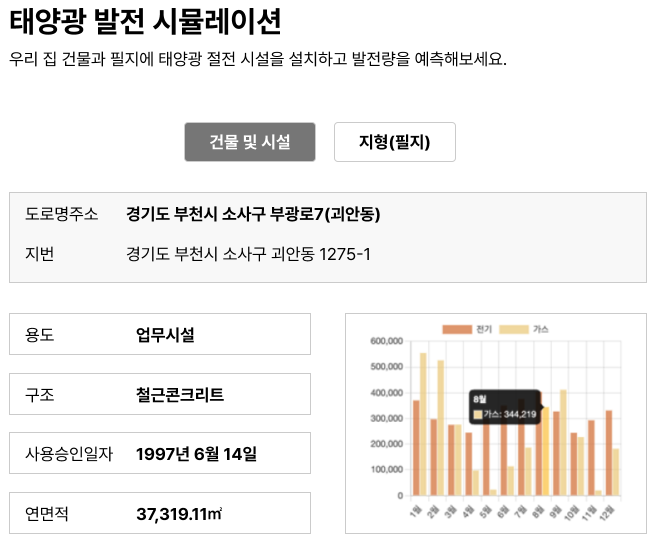 태양광 발전 시뮬레이션
우리 집 건물과 필지에 태양광 절전 시설을 설치하고 발전량을 예측해보세요.
건물 및 시설 지형(필지)
도로명주소 경기도 부천시 소사구 부광로7(괴안동)
지번 경기도 부천시 소사구 괴안동 1275-1
용도 업무시설
구조 철근콘크리트
사용승인일자 1997년 6월 14일
연면적 37,319.11㎡
전기 가스
600,000
500,000
400,000
300,000
200,000
100,000
0
8월
가스: 344,219
1월 2월 3월 4월 5월 6월 7월 8월 9월 10월 11월 12월